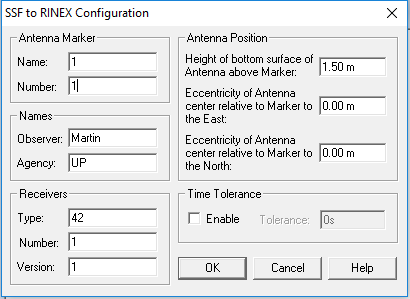 SSF to RINEX Configuration
Antenna Marker
Name: 1
Number: 1
Names
Observer: Martin
Agency: UP
Receivers
Type: 42
Number: 1
Version: 1
Antenna Position
Height of bottom surface of
Antenna above Marker: 1.50 m
Eccentricity of Antenna
center relative to Marker to
the East: 0.00 m
Eccentricity of Antenna
center relative to Marker to
the North: 0.00 m
Time Tolerance
Enable Tolerance: 0s
OK Cancel Help